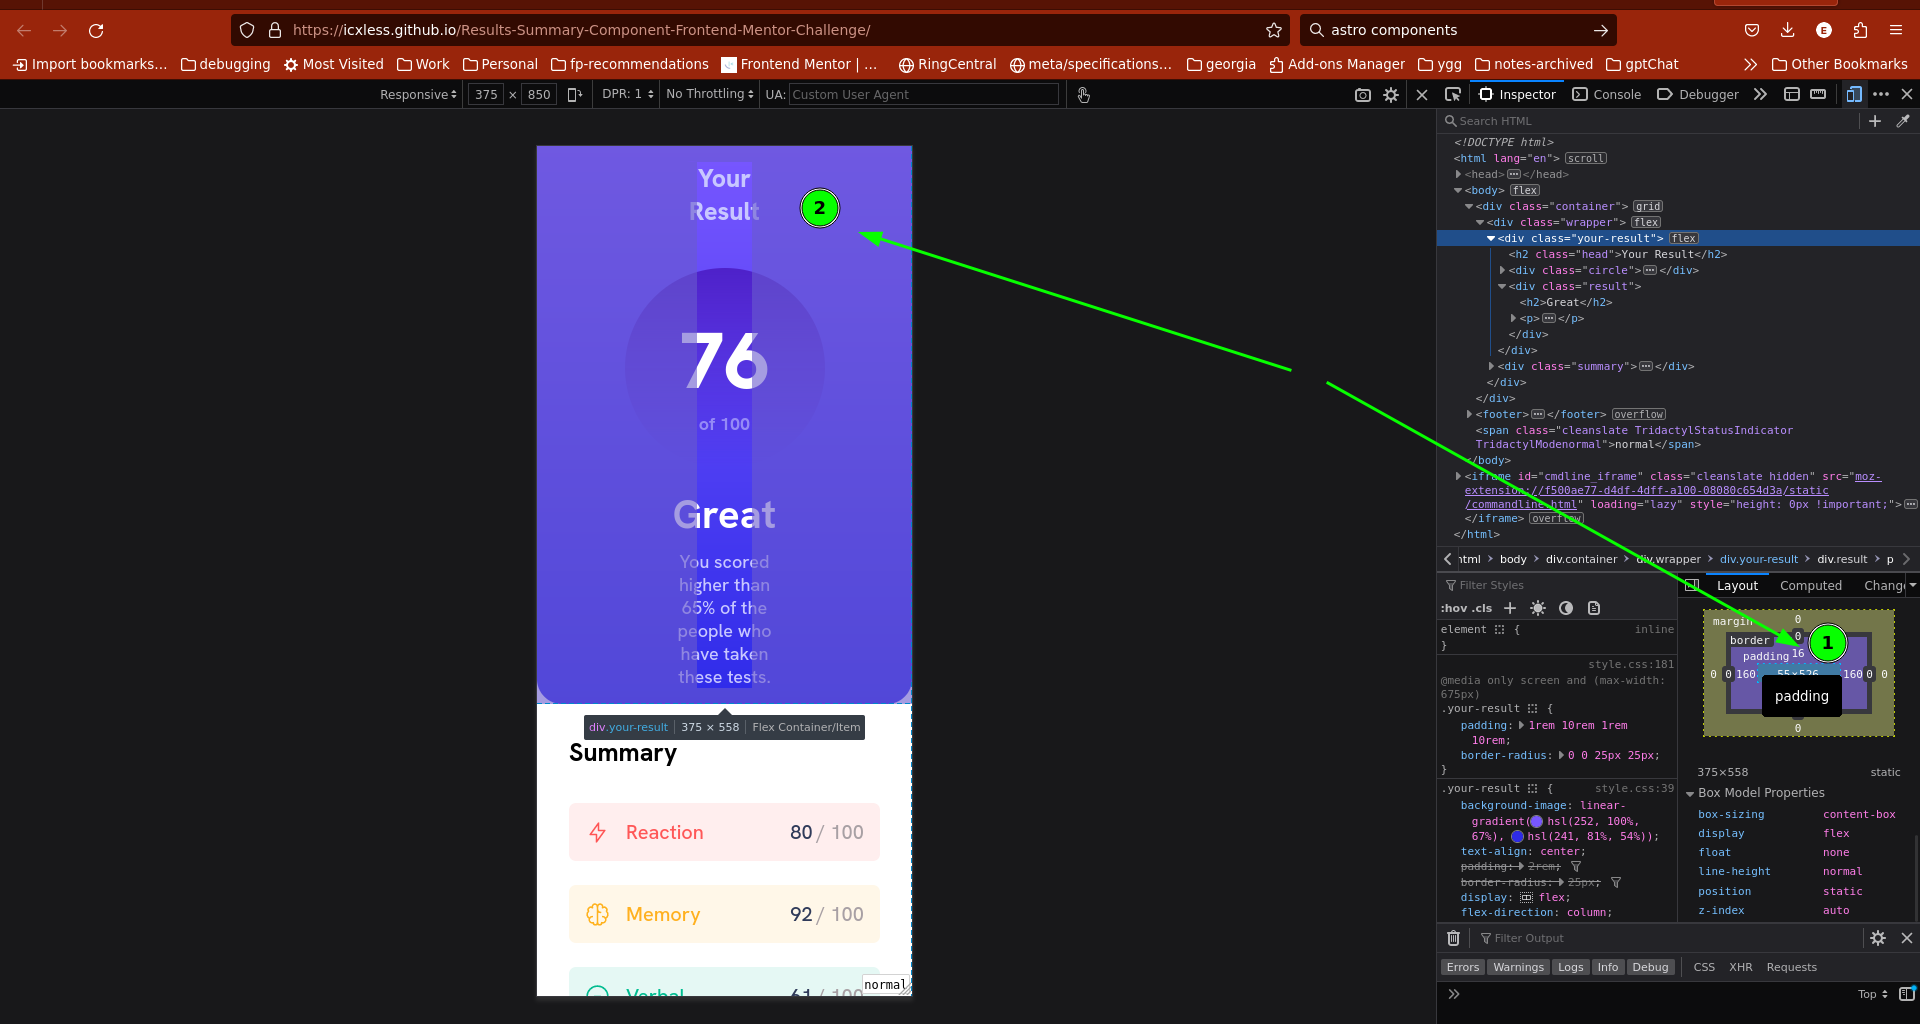 https://icxless.github.io/Results-Summary-Component-Frontend-Mentor-Challenge/
astro components
E
Import bookmarks...
debugging
Most Visited
Work
Personal
fp-recommendations
Frontend Mentor | ...
RingCentral
meta/specifications...
georgia
Add-ons Manager
ygg
notes-archived
gptChat
Other Bookmarks
Responsive
375 × 850
DPR: 1
No Throttling
UA: Custom User Agent
Inspector
Console
Debugger
Your
Result
2
76
of 100
Great
You scored
higher than
65% of the
people who
have taken
these tests.
div.your-result 375 × 558 Flex Container/Item
Summary
Reaction 80 / 100
Memory 92 / 100
Verbal 61 / 100
normal
Search HTML
<!DOCTYPE html>
<html lang="en"> scroll
<head> ••• </head>
<body> flex
<div class="container"> grid
<div class="wrapper"> flex
<div class="your-result"> flex
<h2 class="head">Your Result</h2>
<div class="circle"> ••• </div>
<div class="result">
<h2>Great</h2>
<p> ••• </p>
</div>
</div>
<div class="summary"> ••• </div>
</div>
</div>
<footer> ••• </footer> overflow
<span class="cleanslate TridactylStatusIndicator
TridactylModenormal">normal</span>
</body>
<iframe id="cmdline_iframe" class="cleanslate hidden" src="moz-
extension://f500ae77-d4df-4dff-a100-08080c654d3a/static
/commandline.html" loading="lazy" style="height: 0px !important;"> •••
</iframe> overflow
</html>
html > body > div.container > div.wrapper > div.your-result > div.result > p
Filter Styles
:hov .cls
element { inline
}
style.css:181
@media only screen and (max-width:
675px)
.your-result {
padding: 1rem 10rem 1rem
10rem;
border-radius: 0 0 25px 25px;
}
.your-result { style.css:39
background-image: linear-
gradient( hsl(252, 100%,
67%), hsl(241, 81%, 54%));
text-align: center;
padding: 2rem;
border-radius: 25px;
display: flex;
flex-direction: column;
Layout
Computed
Chang
margin 0
border 0
1
padding 16
0 0 160 55×526 160 0 0
padding
0
375×558 static
Box Model Properties
box-sizing content-box
display flex
float none
line-height normal
position static
z-index auto
Filter Output
Errors
Warnings
Logs
Info
Debug
CSS
XHR
Requests
Top